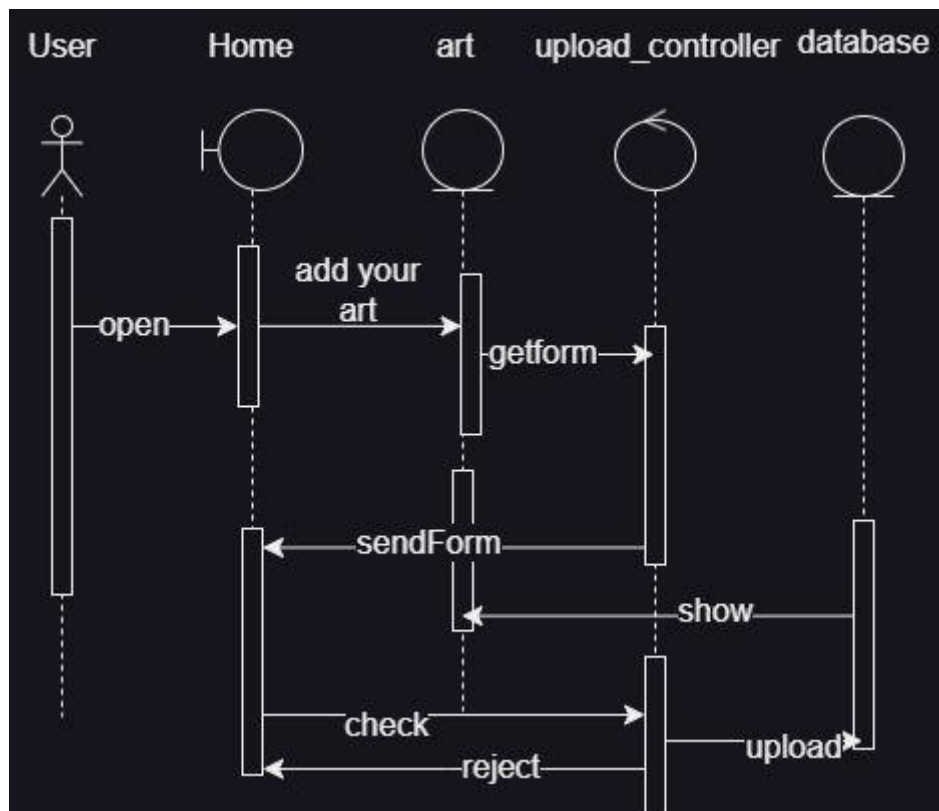 User
Home
art
upload_controller
database
add your
art
open
getform
sendForm
show
check
upload
reject